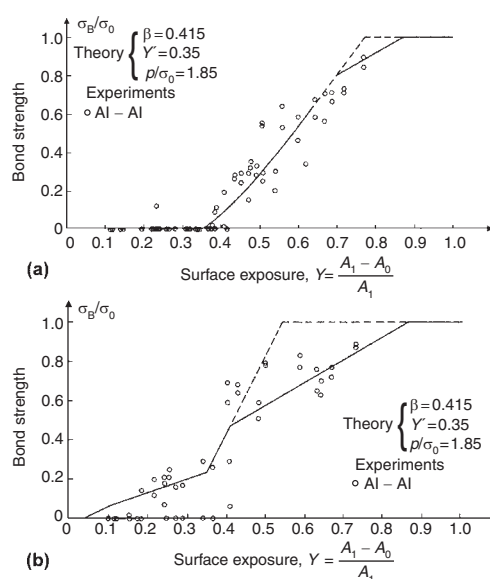 σB/σ0
β = 0.415
Theory { Y′ = 0.35
p/σ0 = 1.85
Experiments
○ Al – Al
Bond strength
1.0
0.8
0.6
0.4
0.2
0
0 0.1 0.2 0.3 0.4 0.5 0.6 0.7 0.8 0.9 1.0
(a)
Surface exposure, Y = (A1 – A0) / A1
σB/σ0
Bond strength
1.0
0.8
0.6
0.4
0.2
0
β = 0.415
Theory { Y′ = 0.35
p/σ0 = 1.85
Experiments
○ Al – Al
0 0.1 0.2 0.3 0.4 0.5 0.6 0.7 0.8 0.9 1.0
(b)
Surface exposure, Y = (A1 – A0) / A1